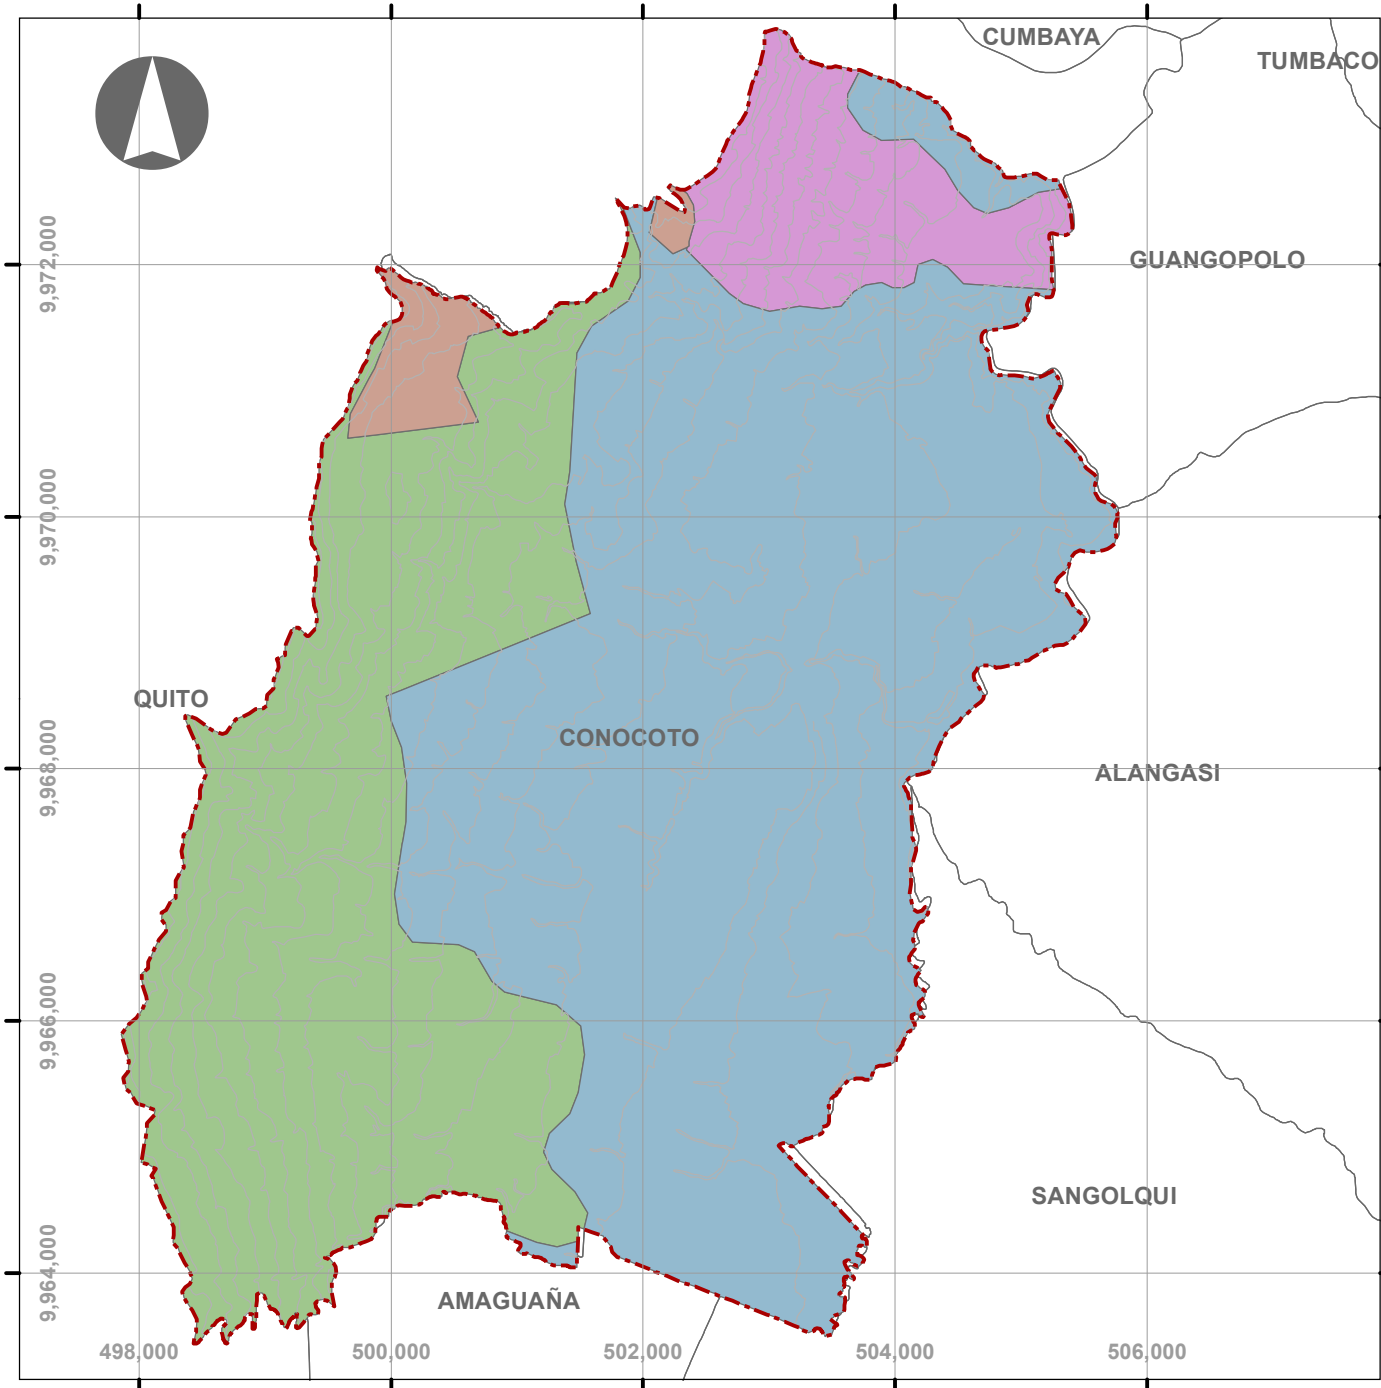 CUMBAYA
TUMBACO
9,972,000
GUANGOPOLO
9,970,000
QUITO
CONOCOTO
9,968,000
ALANGASI
9,966,000
SANGOLQUI
9,964,000
AMAGUAÑA
498,000 500,000 502,000 504,000 506,000